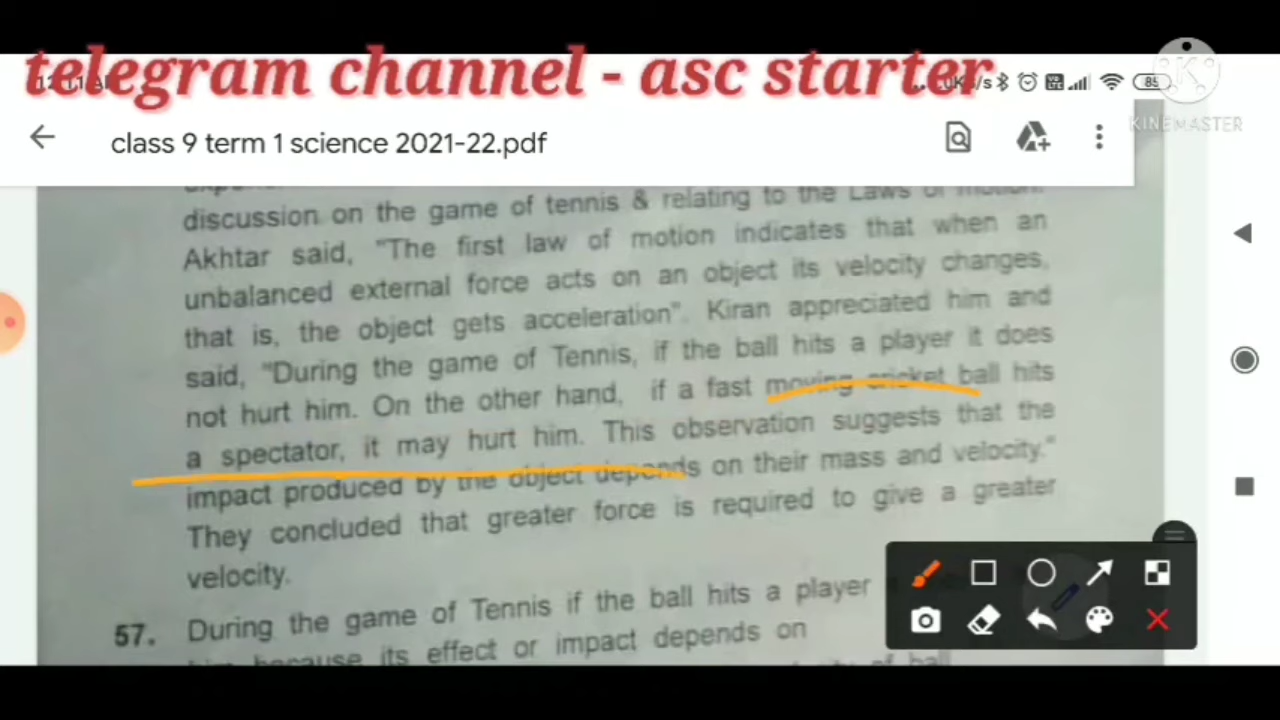 telegram channel - asc starter
class 9 term 1 science 2021-22.pdf
KINEMASTER
discussion on the game of tennis & relating to the Laws of motion.
Akhtar said, "The first law of motion indicates that when an
unbalanced external force acts on an object its velocity changes,
that is, the object gets acceleration". Kiran appreciated him and
said, "During the game of Tennis, if the ball hits a player it does
not hurt him. On the other hand, if a fast moving cricket ball hits
a spectator, it may hurt him. This observation suggests that the
impact produced by the object depends on their mass and velocity."
They concluded that greater force is required to give a greater
velocity.
57. During the game of Tennis if the ball hits a player
him because its effect or impact depends on
of ball